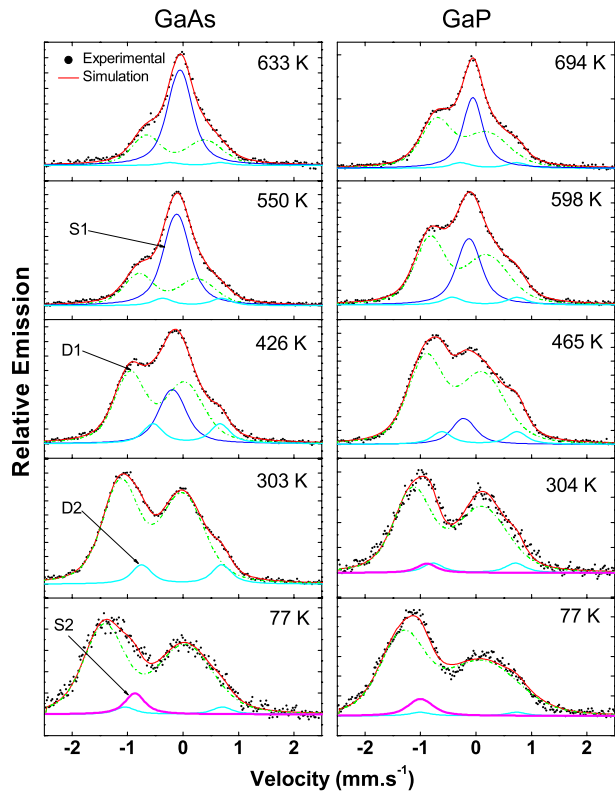 GaAs
GaP
Experimental
Simulation
633 K
694 K
S1
550 K
598 K
D1
426 K
465 K
D2
303 K
304 K
S2
77 K
77 K
Relative Emission
-2 -1 0 1 2
-2 -1 0 1 2
Velocity (mm.s⁻¹)